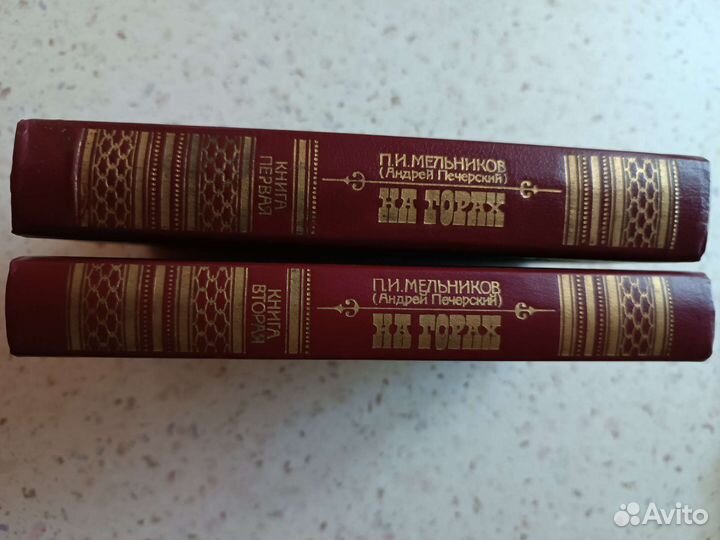 П.И.МЕЛЬНИКОВ
(Андрей Печерский)
НА ГОРАХ
КНИГА
ПЕРВАЯ
П.И.МЕЛЬНИКОВ
(Андрей Печерский)
НА ГОРАХ
КНИГА
ВТОРАЯ
Avito